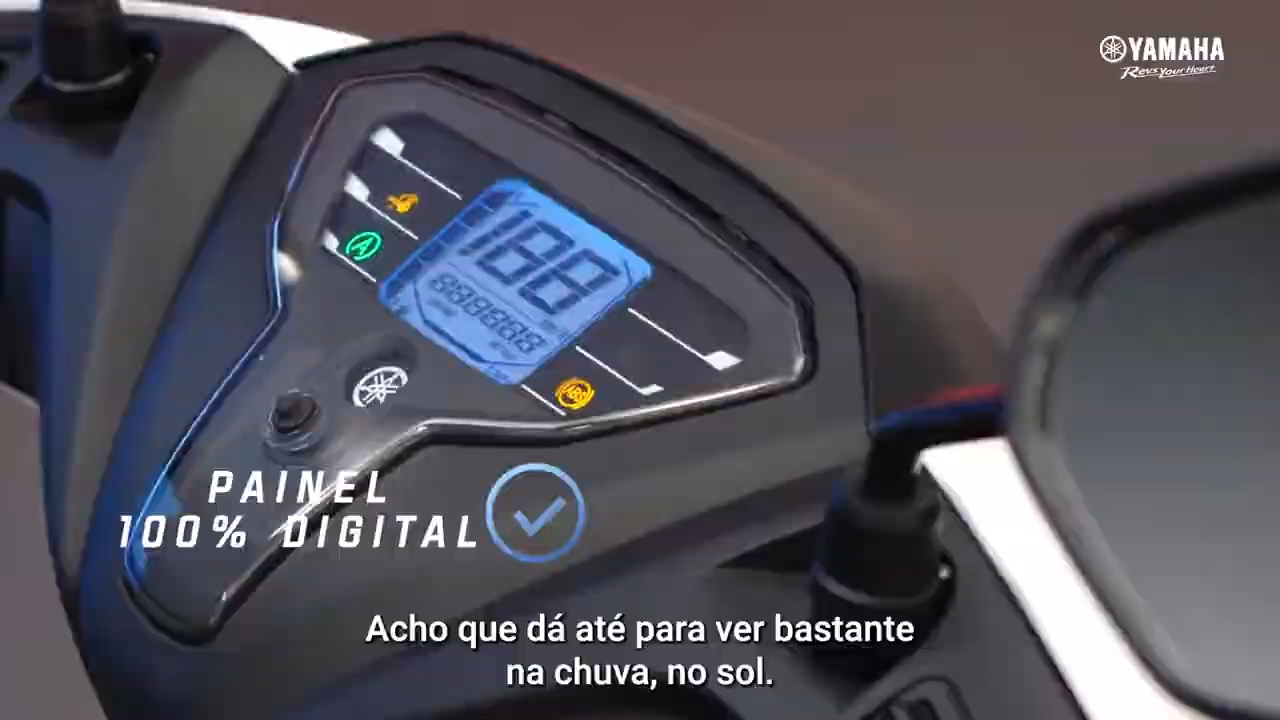 YAMAHA
Revs Your Heart
A
188
888888
ABS
PAINEL
100% DIGITAL
Acho que dá até para ver bastante
na chuva, no sol.